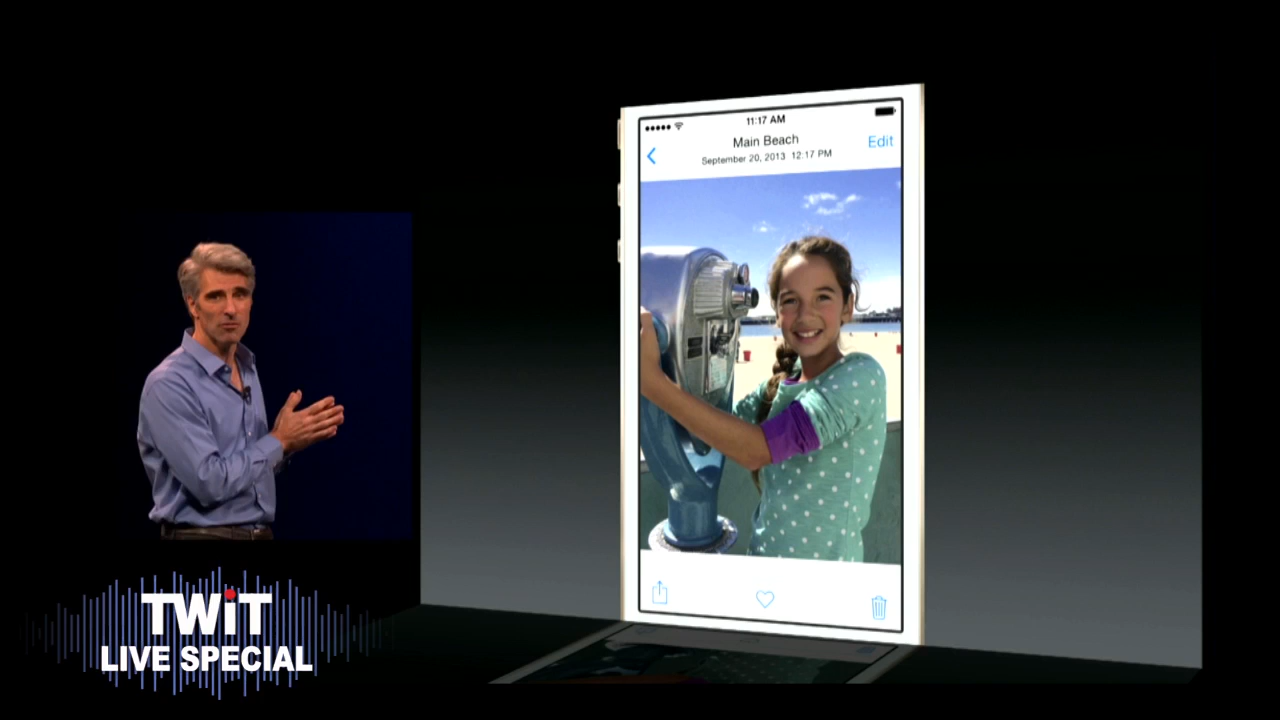 11:17 AM
Main Beach
Edit
September 20, 2013 12:17 PM
TWiT
LIVE SPECIAL